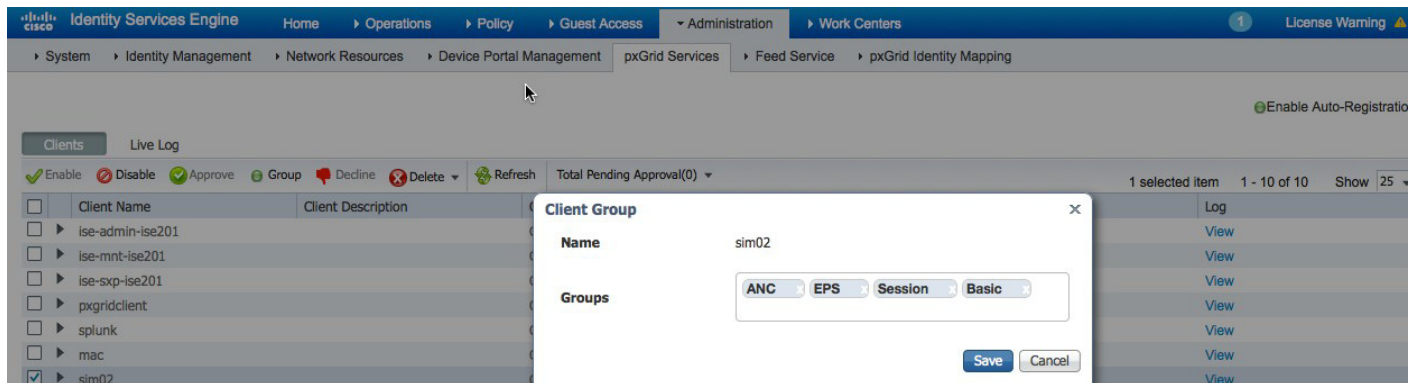 cisco Identity Services Engine Home Operations Policy Guest Access Administration Work Centers 1 License Warning
System Identity Management Network Resources Device Portal Management pxGrid Services Feed Service pxGrid Identity Mapping
Enable Auto-Registratio
Clients Live Log
Enable Disable Approve Group Decline Delete Refresh Total Pending Approval(0) 1 selected item 1 - 10 of 10 Show 25
Client Name Client Description Client Group x Log
ise-admin-ise201 View
Name sim02
ise-mnt-ise201 View
ise-sxp-ise201 View
Groups ANC x EPS x Session x Basic x
pxgridclient View
splunk View
mac View
Save Cancel
sim02 View